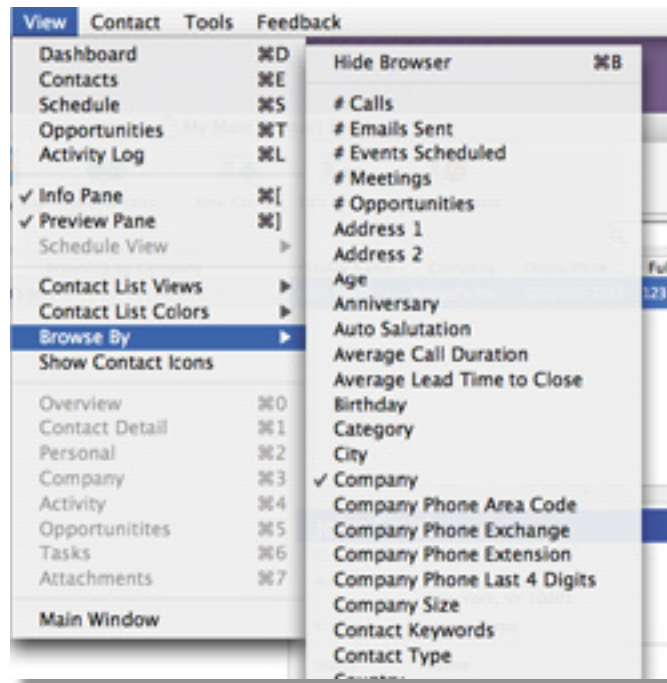 View Contact Tools Feedback
Dashboard ⌘D
Contacts ⌘E
Schedule ⌘S
Opportunities ⌘T
Activity Log ⌘L
✓ Info Pane ⌘[
✓ Preview Pane ⌘]
Schedule View ▶
Contact List Views ▶
Contact List Colors ▶
Browse By ▶
Show Contact Icons
Overview ⌘0
Contact Detail ⌘1
Personal ⌘2
Company ⌘3
Activity ⌘4
Opportunitites ⌘5
Tasks ⌘6
Attachments ⌘7
Main Window
Hide Browser ⌘B
# Calls
# Emails Sent
# Events Scheduled
# Meetings
# Opportunities
Address 1
Address 2
Age
Anniversary
Auto Salutation
Average Call Duration
Average Lead Time to Close
Birthday
Category
City
✓ Company
Company Phone Area Code
Company Phone Exchange
Company Phone Extension
Company Phone Last 4 Digits
Company Size
Contact Keywords
Contact Type
Country
Ful
123